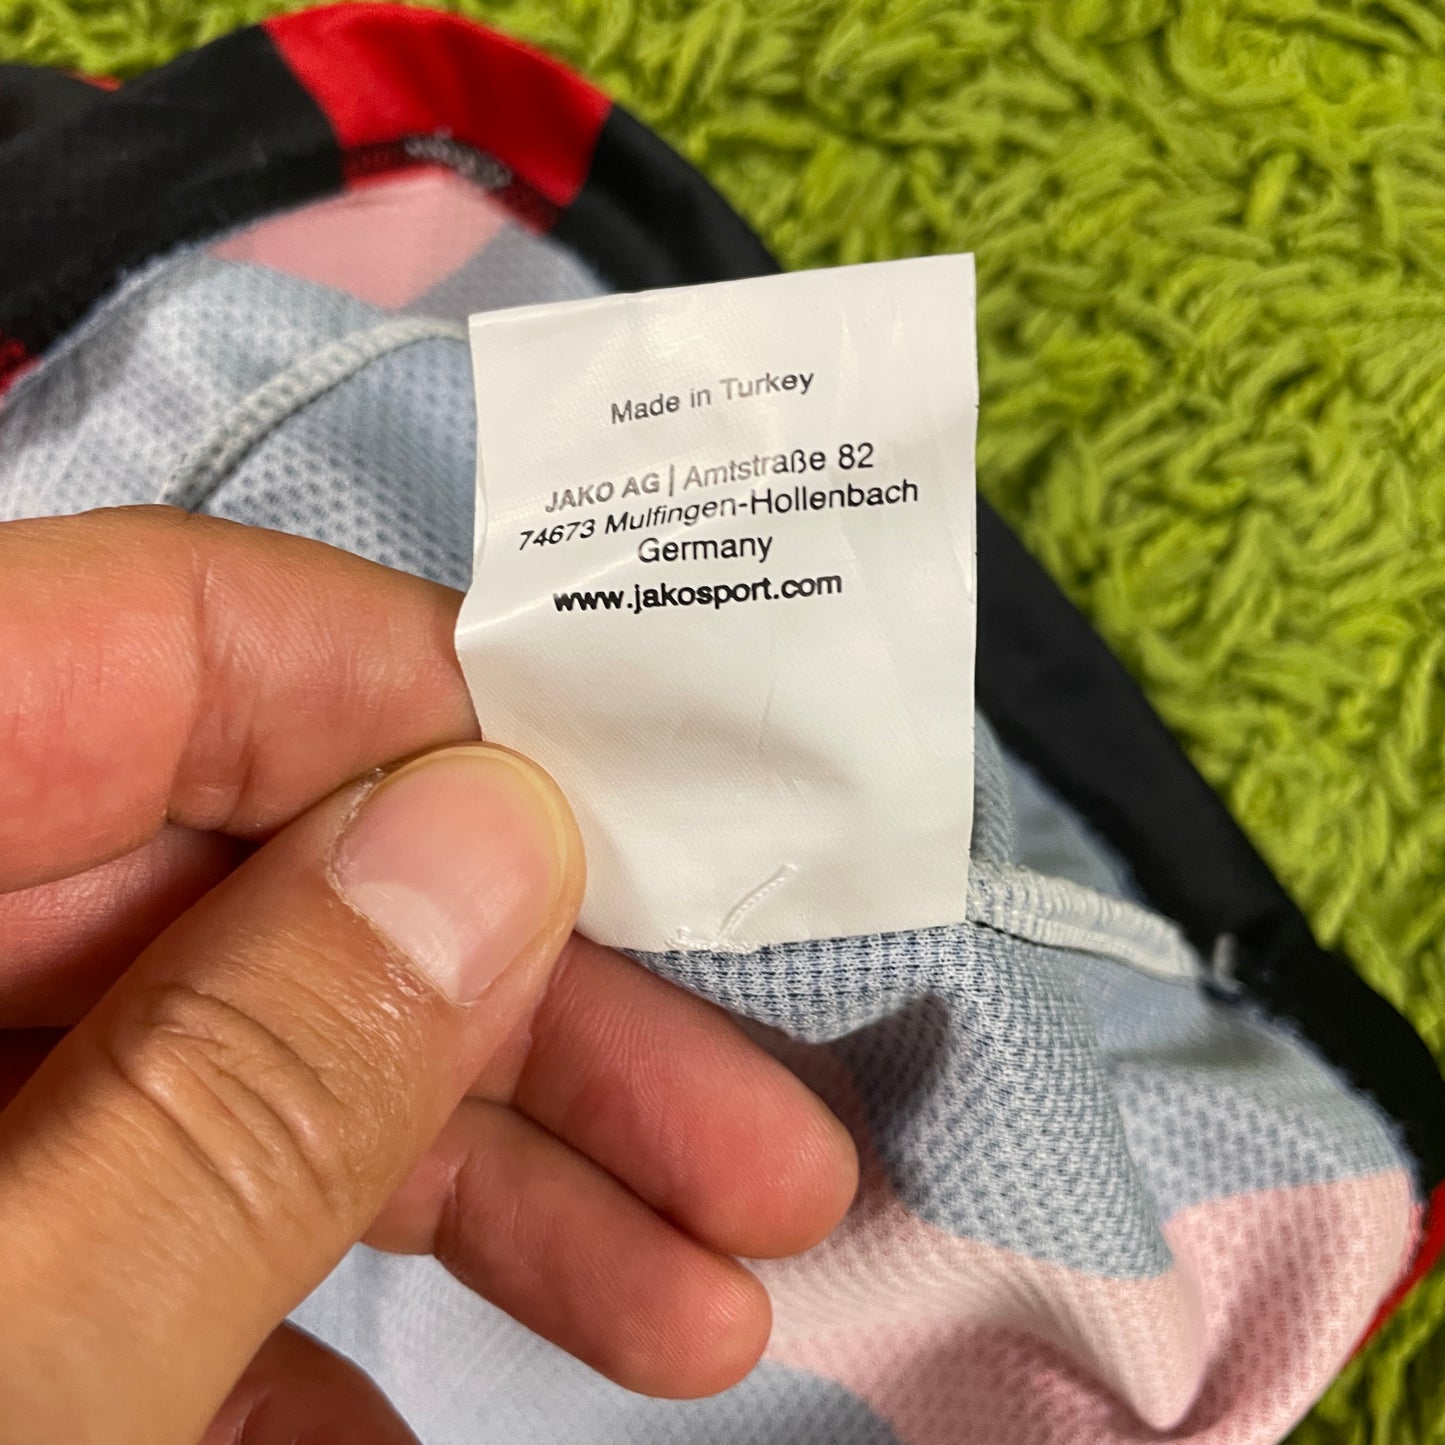 Made in Turkey
JAKO AG | Amtstraße 82
74673 Mulfingen-Hollenbach
Germany
www.jakosport.com